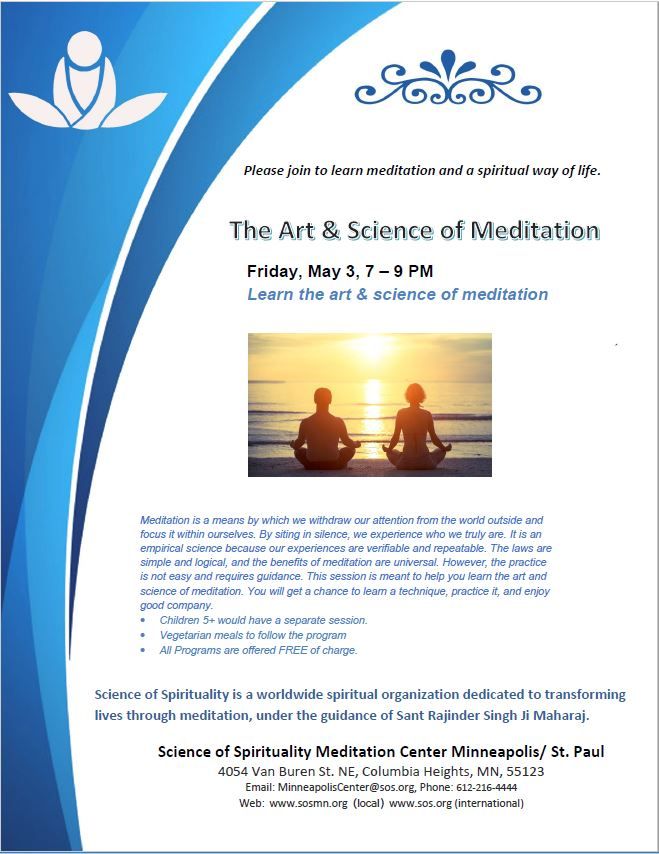 Please join to learn meditation and a spiritual way of life.
The Art & Science of Meditation
Friday, May 3, 7 – 9 PM
Learn the art & science of meditation
Meditation is a means by which we withdraw our attention from the world outside and
focus it within ourselves. By siting in silence, we experience who we truly are. It is an
empirical science because our experiences are verifiable and repeatable. The laws are
simple and logical, and the benefits of meditation are universal. However, the practice
is not easy and requires guidance. This session is meant to help you learn the art and
science of meditation. You will get a chance to learn a technique, practice it, and enjoy
good company.
• Children 5+ would have a separate session.
• Vegetarian meals to follow the program
• All Programs are offered FREE of charge.
Science of Spirituality is a worldwide spiritual organization dedicated to transforming
lives through meditation, under the guidance of Sant Rajinder Singh Ji Maharaj.
Science of Spirituality Meditation Center Minneapolis/ St. Paul
4054 Van Buren St. NE, Columbia Heights, MN, 55123
Email: MinneapolisCenter@sos.org, Phone: 612-216-4444
Web: www.sosmn.org (local) www.sos.org (international)